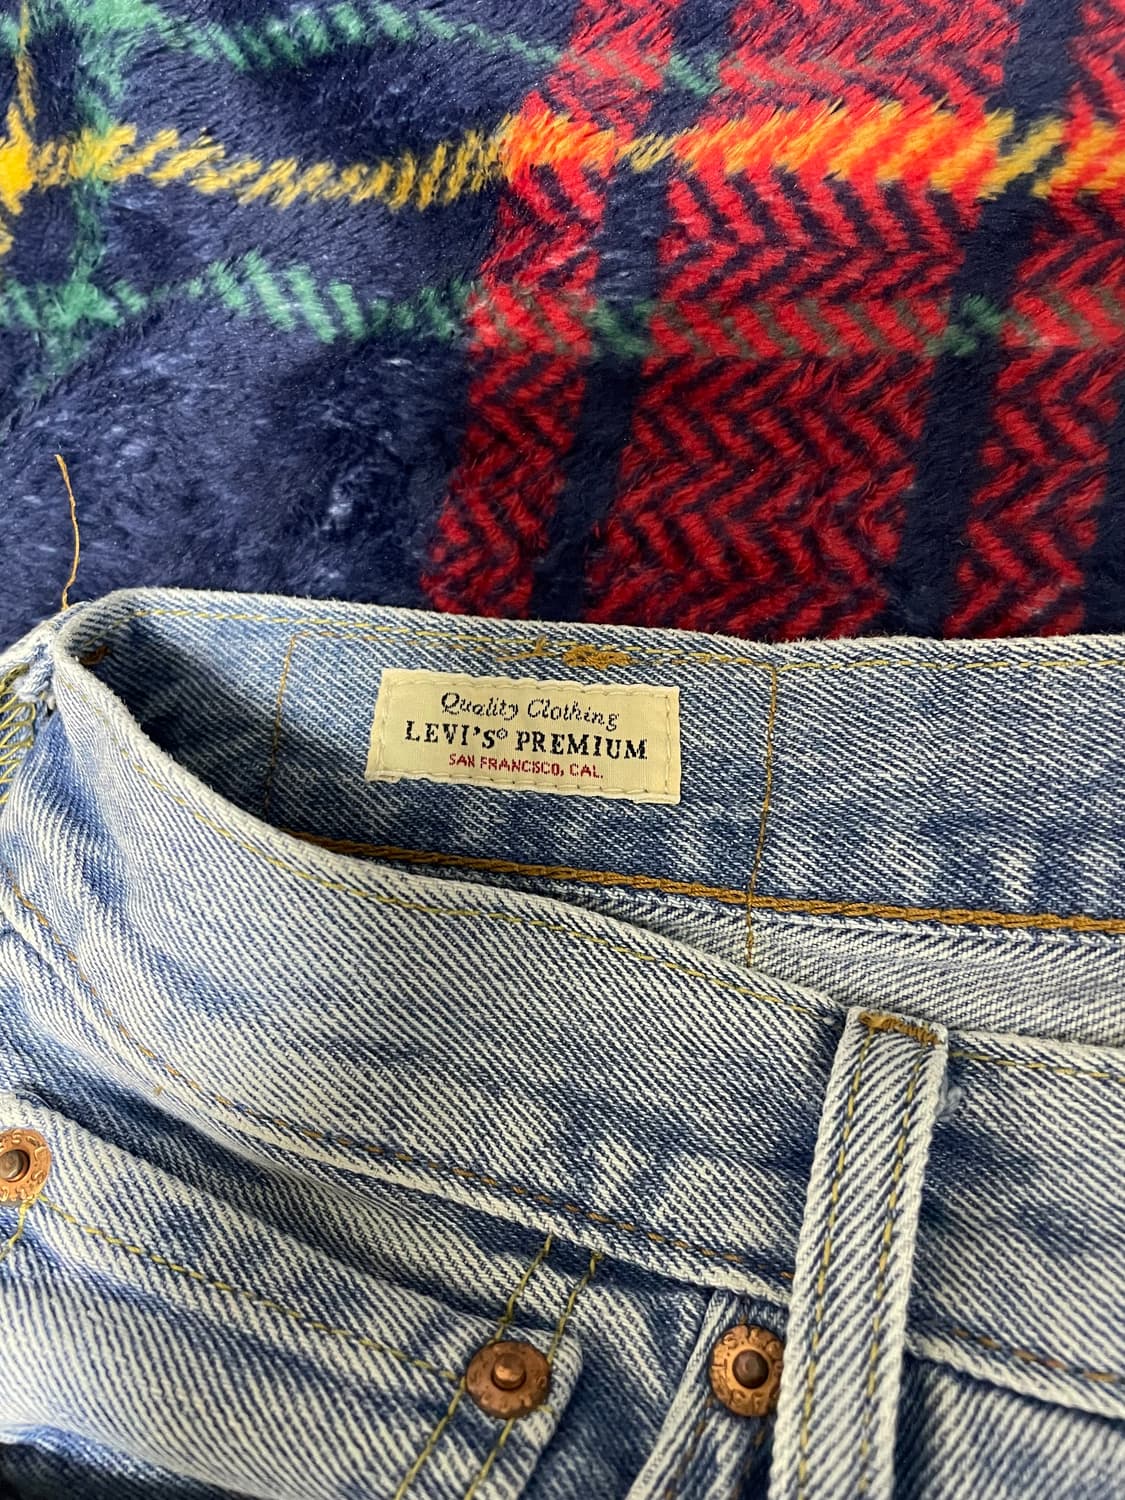 Quality Clothing
LEVI'S® PREMIUM
SAN FRANCISCO, CAL.